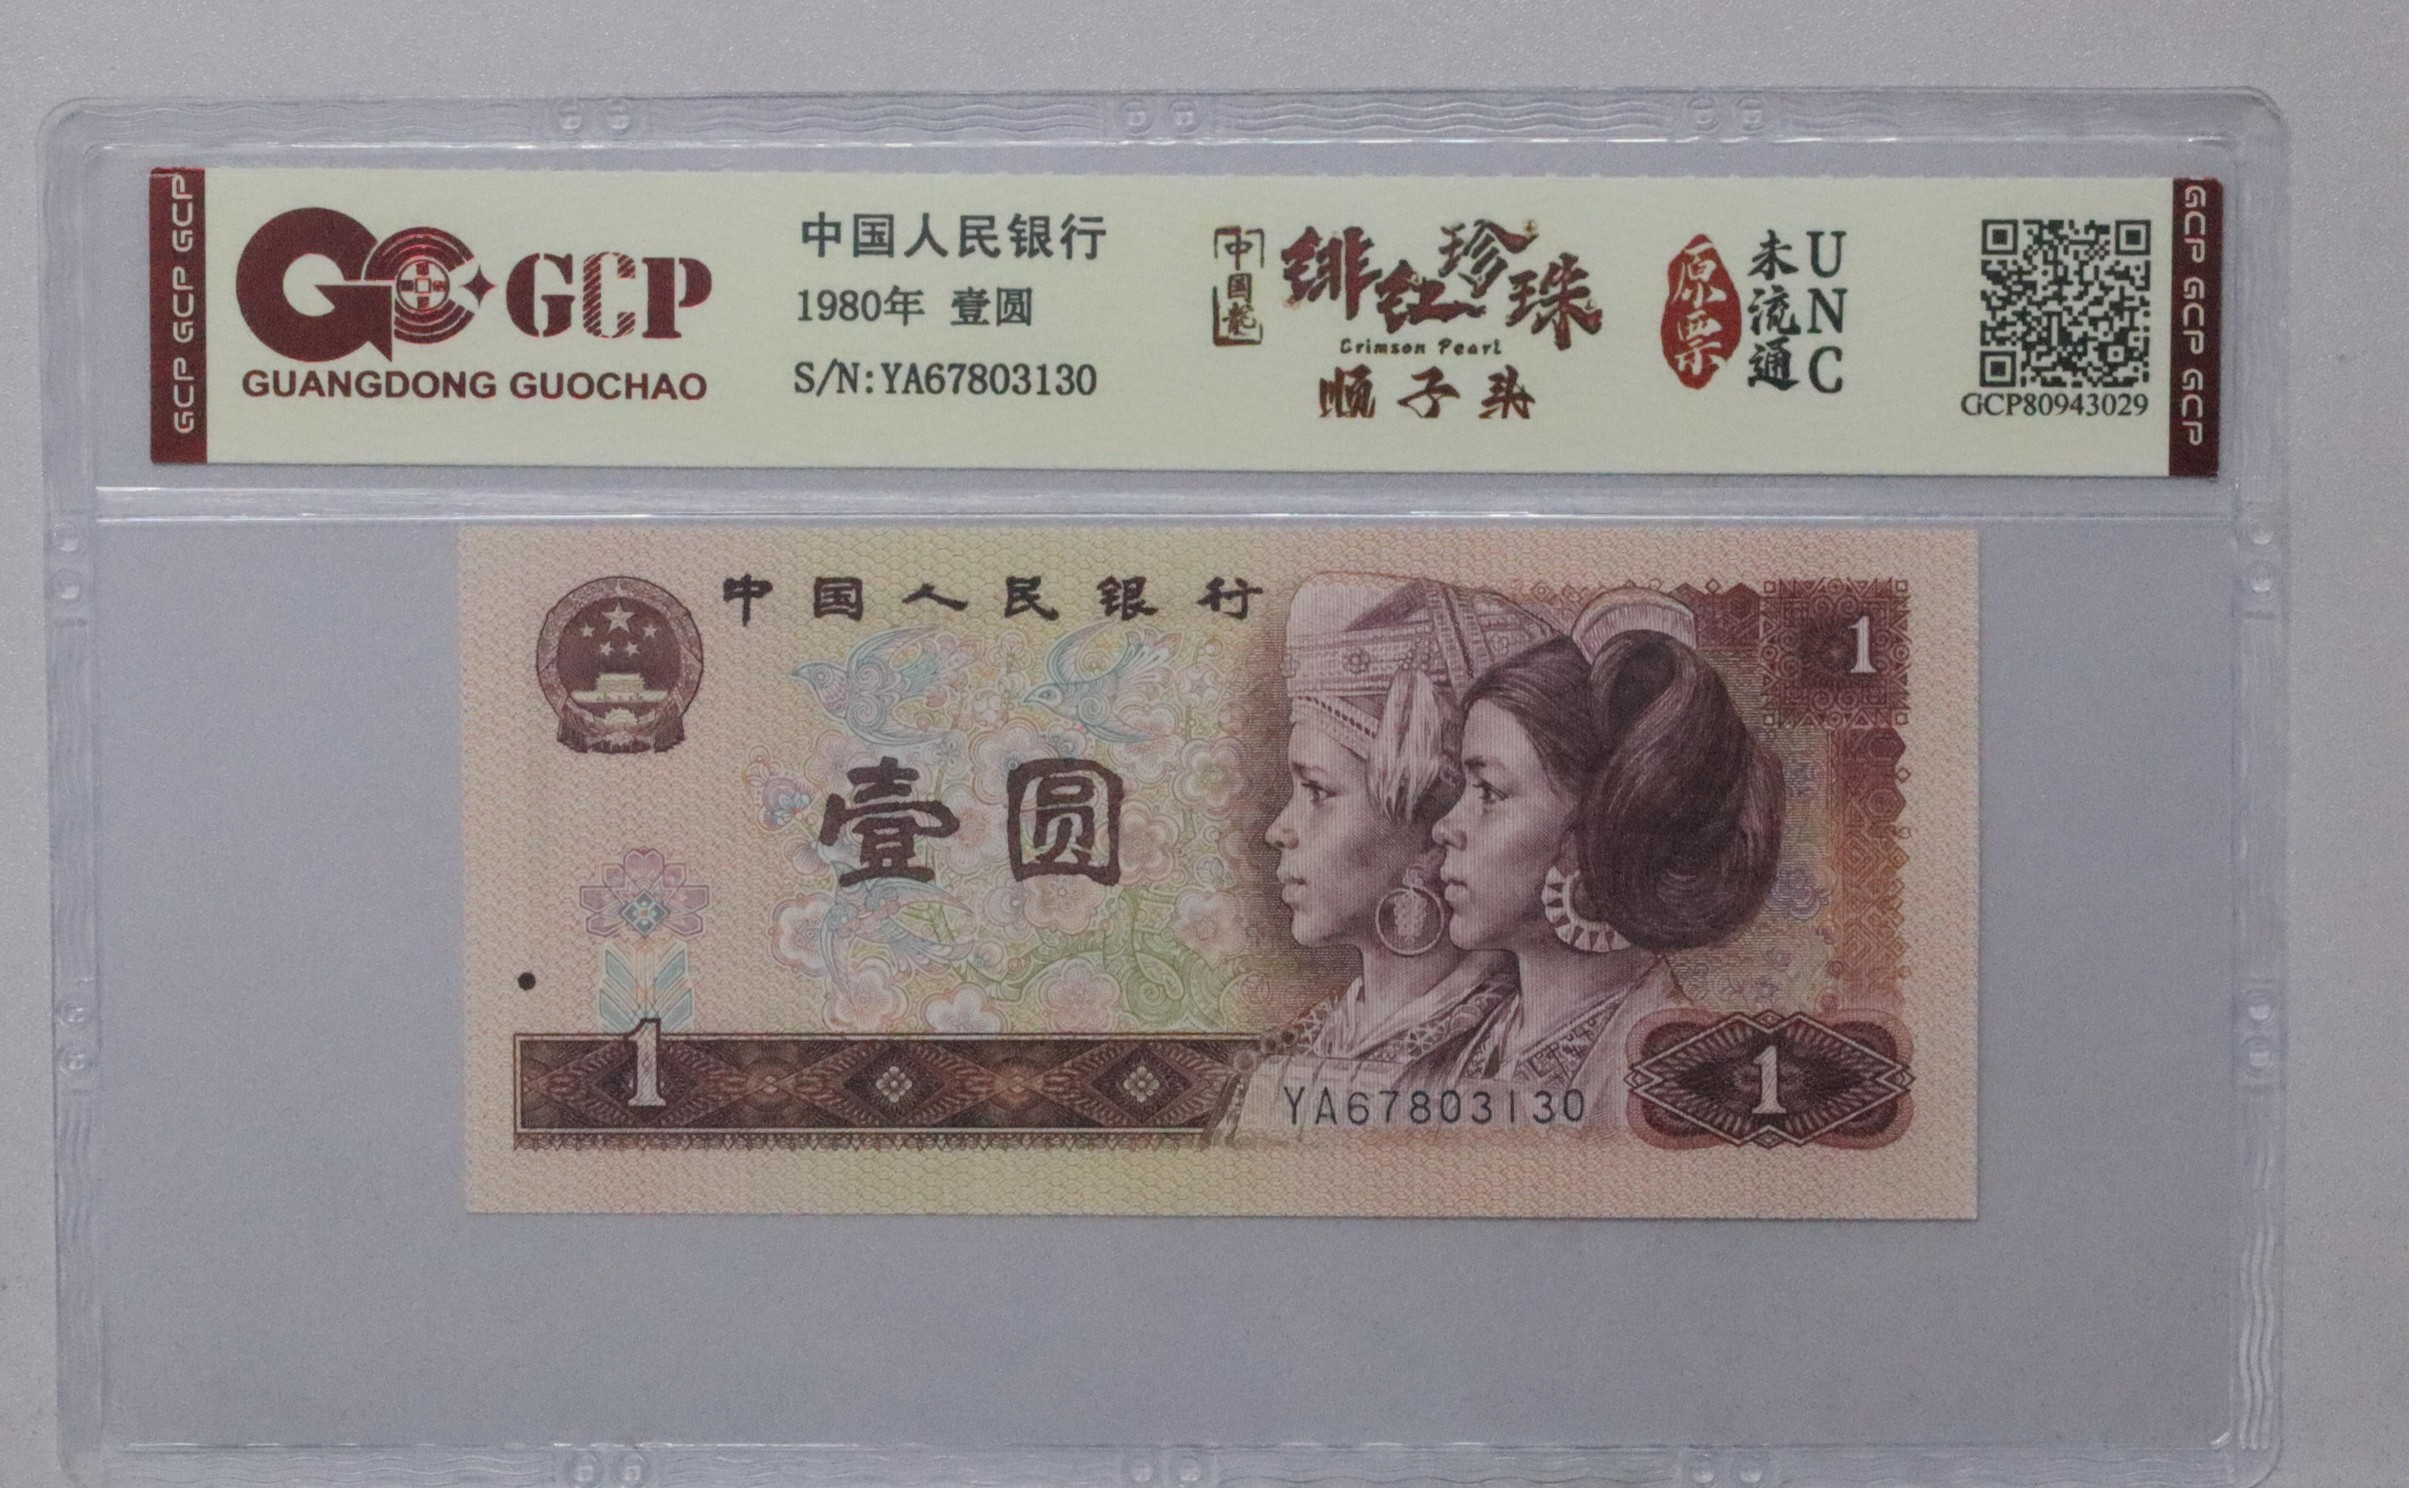 GCP GCP GCP
GCP
GUANGDONG GUOCHAO
中国人民银行
1980年 壹圆
S/N:YA67803130
中国龙
绯红珍珠
Crimson Pearl
顺子头
原票
未流通
UNC
GCP80943029
GCP GCP GCP
中国人民银行
1
壹圆
1
YA67803130
1